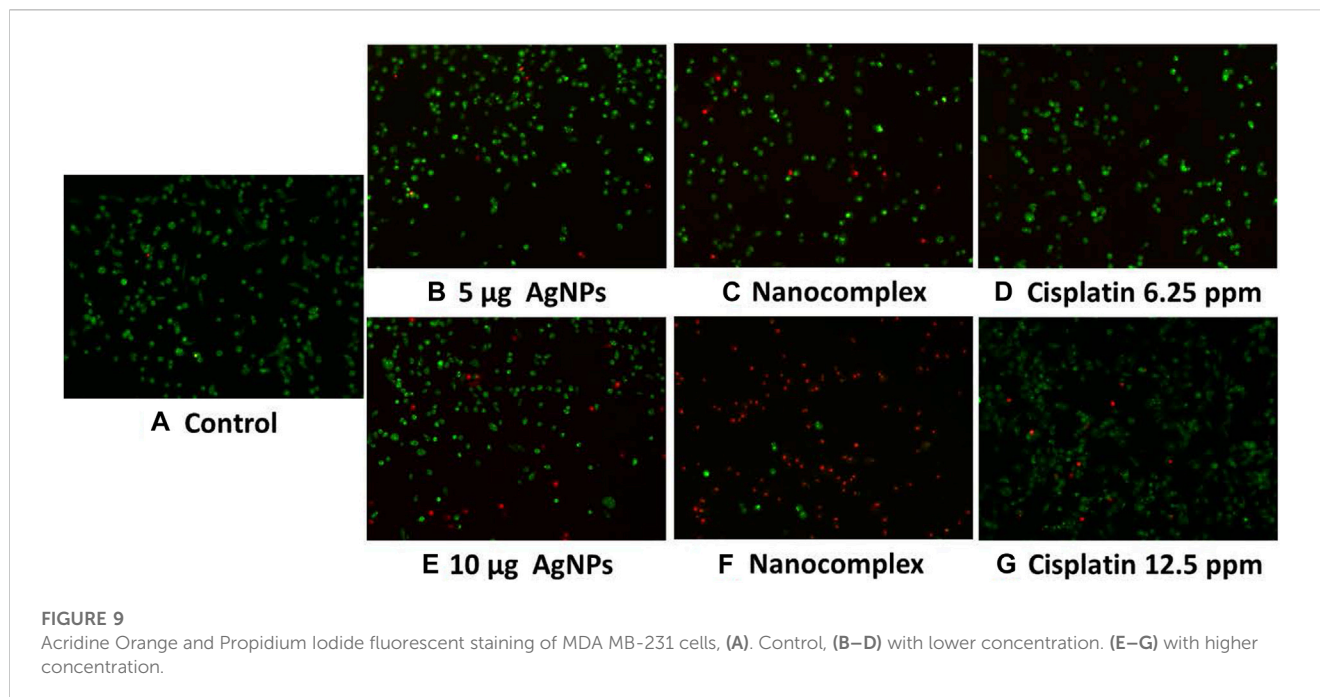 B 5 µg AgNPs
C Nanocomplex
D Cisplatin 6.25 ppm
A Control
E 10 µg AgNPs
F Nanocomplex
G Cisplatin 12.5 ppm
FIGURE 9
Acridine Orange and Propidium Iodide fluorescent staining of MDA MB-231 cells, (A). Control, (B–D) with lower concentration. (E–G) with higher
concentration.